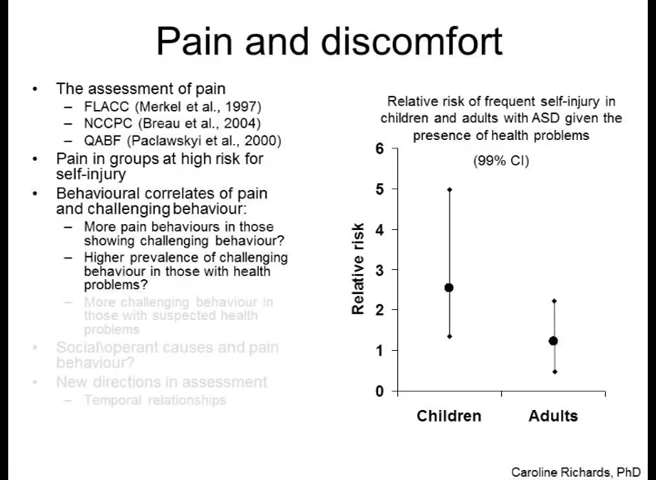 Pain and discomfort
• The assessment of pain
– FLACC (Merkel et al., 1997)
– NCCPC (Breau et al., 2004)
– QABF (Paclawskyi et al., 2000)
• Pain in groups at high risk for
self-injury
• Behavioural correlates of pain
and challenging behaviour:
– More pain behaviours in those
showing challenging behaviour?
– Higher prevalence of challenging
behaviour in those with health
problems?
– More challenging behaviour in
those with suspected health
problems
• Social\operant causes and pain
behaviour?
• New directions in assessment
– Temporal relationships
Relative risk of frequent self-injury in
children and adults with ASD given the
presence of health problems
(99% CI)
Relative risk
6
5
4
3
2
1
0
Children
Adults
Caroline Richards, PhD